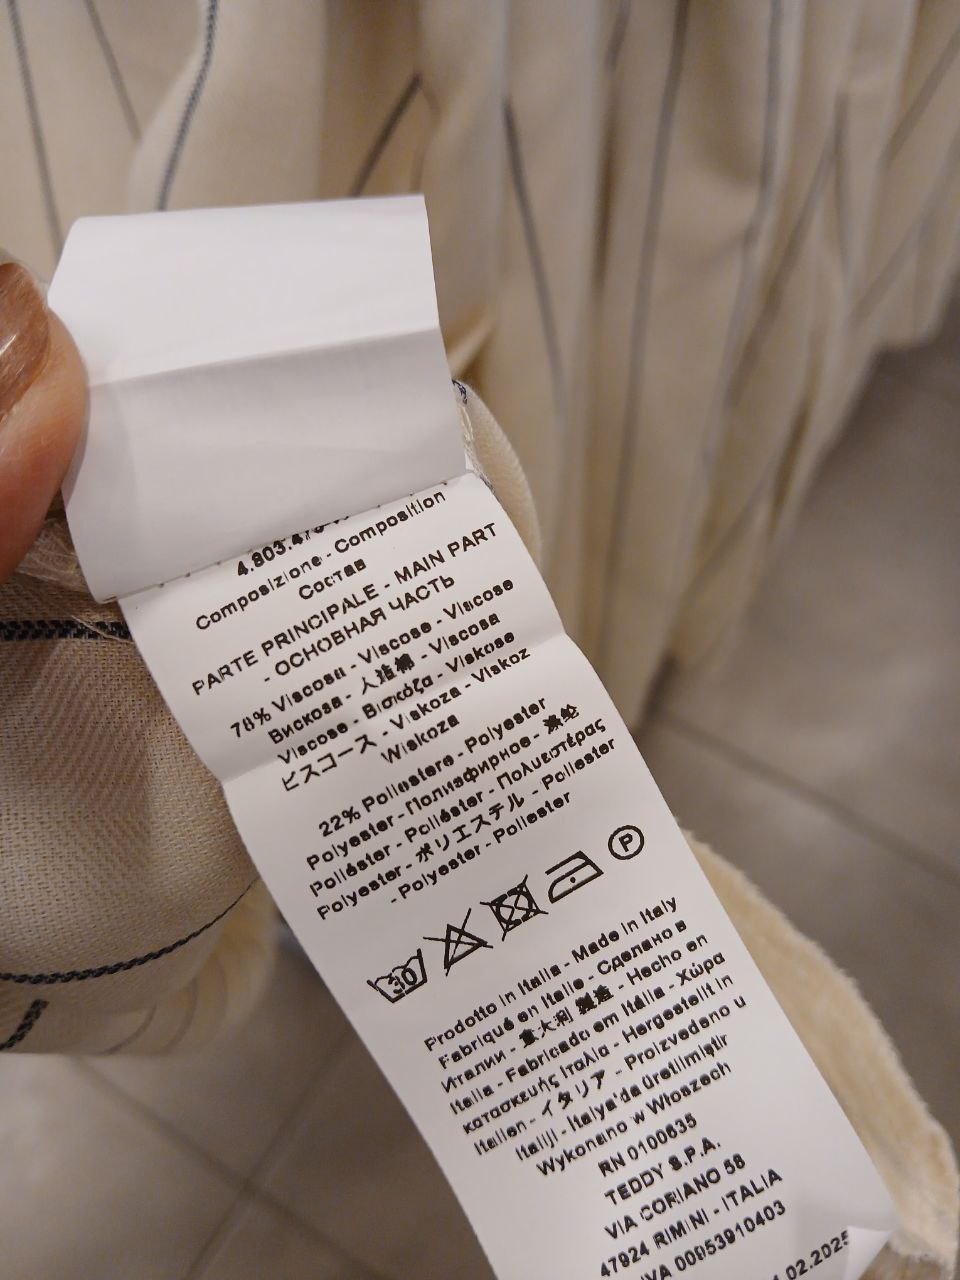 Composizione - Composition
Состав
PARTE PRINCIPALE - MAIN PART
- ОСНОВНАЯ ЧАСТЬ
78% Viscosa - Viscose - Viscose
Вискоза - 人造棉 - Viscosa
Viscose - Βισκόζα - Viskose
ビスコース - Viskoza - Viskoz
Wiskoza
22% Poliestere - Polyester
Polyester - Полиэфирное - 涤纶
Poliéster - Poliéster - Πολυεστέρας
Polyester - ポリエステル - Poliester
- Polyester - Poliester
30
P
Prodotto in Italia - Made in Italy
Fabriqué en Italie - Сделано в
Италии - 意大利 製造 - Hecho en
Italia - Fabricado em Itália - Χώρα
κατασκευής Ιταλία - Hergestellt in
Italien - イタリア - Proizvedeno u
Italiji - Italya'da üretilmiştir
Wykonano w Włoszech
RN 0100635
TEDDY S.P.A.
VIA CORIANO 58
47924 RIMINI - ITALIA
IVA 00953910403
.02.2025